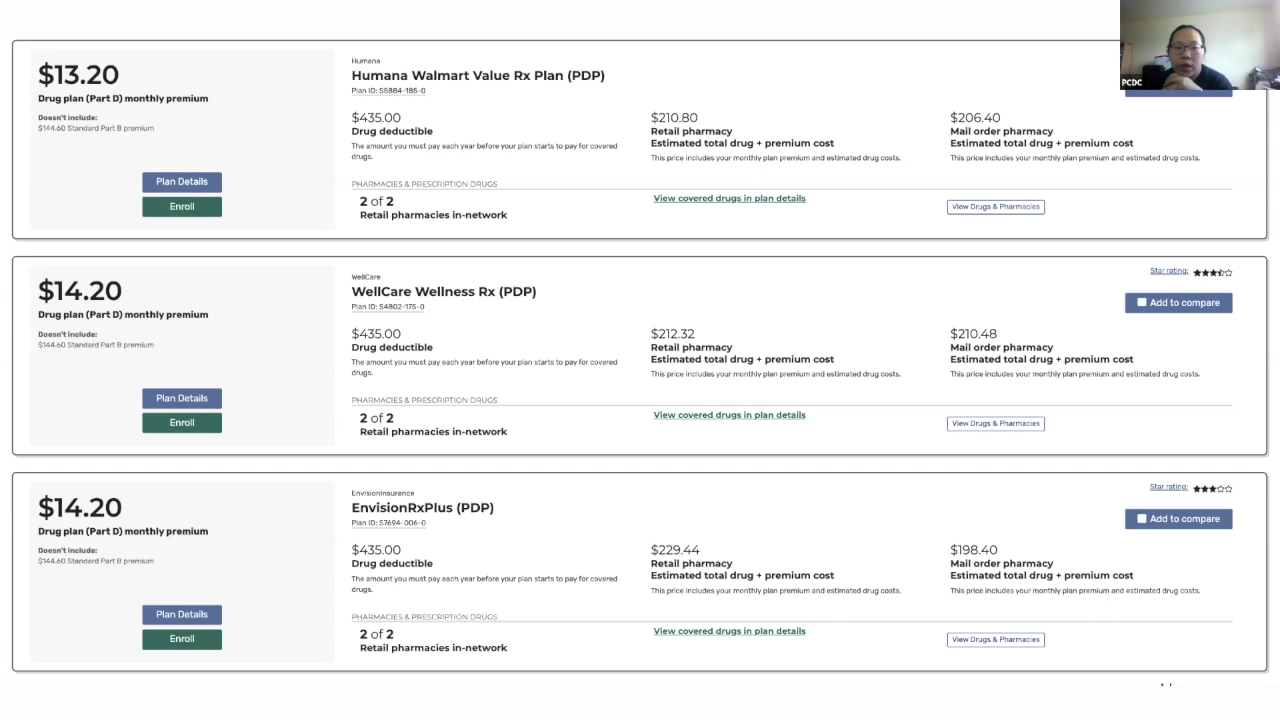 $13.20
Drug plan (Part D) monthly premium
Doesn't include:
$144.60 Standard Part B premium
Plan Details
Enroll
Humana
Humana Walmart Value Rx Plan (PDP)
Plan ID: S5884-185-0
$435.00
Drug deductible
The amount you must pay each year before your plan starts to pay for covered
drugs.
$210.80
Retail pharmacy
Estimated total drug + premium cost
This price includes your monthly plan premium and estimated drug costs.
$206.40
Mail order pharmacy
Estimated total drug + premium cost
This price includes your monthly plan premium and estimated drug costs.
PHARMACIES & PRESCRIPTION DRUGS
2 of 2
Retail pharmacies in-network
View covered drugs in plan details
View Drugs & Pharmacies
PCDC
$14.20
Drug plan (Part D) monthly premium
Doesn't include:
$144.60 Standard Part B premium
Plan Details
Enroll
WellCare
WellCare Wellness Rx (PDP)
Plan ID: S4802-175-0
Star rating:
Add to compare
$435.00
Drug deductible
The amount you must pay each year before your plan starts to pay for covered
drugs.
$212.32
Retail pharmacy
Estimated total drug + premium cost
This price includes your monthly plan premium and estimated drug costs.
$210.48
Mail order pharmacy
Estimated total drug + premium cost
This price includes your monthly plan premium and estimated drug costs.
PHARMACIES & PRESCRIPTION DRUGS
2 of 2
Retail pharmacies in-network
View covered drugs in plan details
View Drugs & Pharmacies
$14.20
Drug plan (Part D) monthly premium
Doesn't include:
$144.60 Standard Part B premium
Plan Details
Enroll
EnvisionInsurance
EnvisionRxPlus (PDP)
Plan ID: S7694-006-0
Star rating:
Add to compare
$435.00
Drug deductible
The amount you must pay each year before your plan starts to pay for covered
drugs.
$229.44
Retail pharmacy
Estimated total drug + premium cost
This price includes your monthly plan premium and estimated drug costs.
$198.40
Mail order pharmacy
Estimated total drug + premium cost
This price includes your monthly plan premium and estimated drug costs.
PHARMACIES & PRESCRIPTION DRUGS
2 of 2
Retail pharmacies in-network
View covered drugs in plan details
View Drugs & Pharmacies